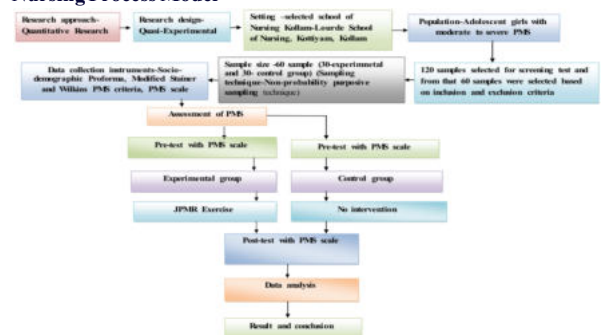 Nursing Process Model
Research approach-
Quantitative Research
Research design-
Quasi-Experimental
Setting –selected school of
Nursing Kollam-Lourde School
of Nursing, Kottiyam, Kollam
Population-Adolescent girls with
moderate to severe PMS
Data collection instruments-Socio-
demographic Proforma, Modified Stainer
and Wilkins PMS criteria, PMS scale
Sample size -60 sample (30-experimetal
and 30- control group) (Sampling
technique-Non-probability purposive
sampling technique)
120 samples selected for screening test and
from that 60 samples were selected based
on inclusion and exclusion criteria
Assessment of PMS
Pre-test with PMS scale
Pre-test with PMS scale
Experimental group
Control group
JPMR Exercise
No intervention
Post-test with PMS scale
Data analysis
Result and conclusion